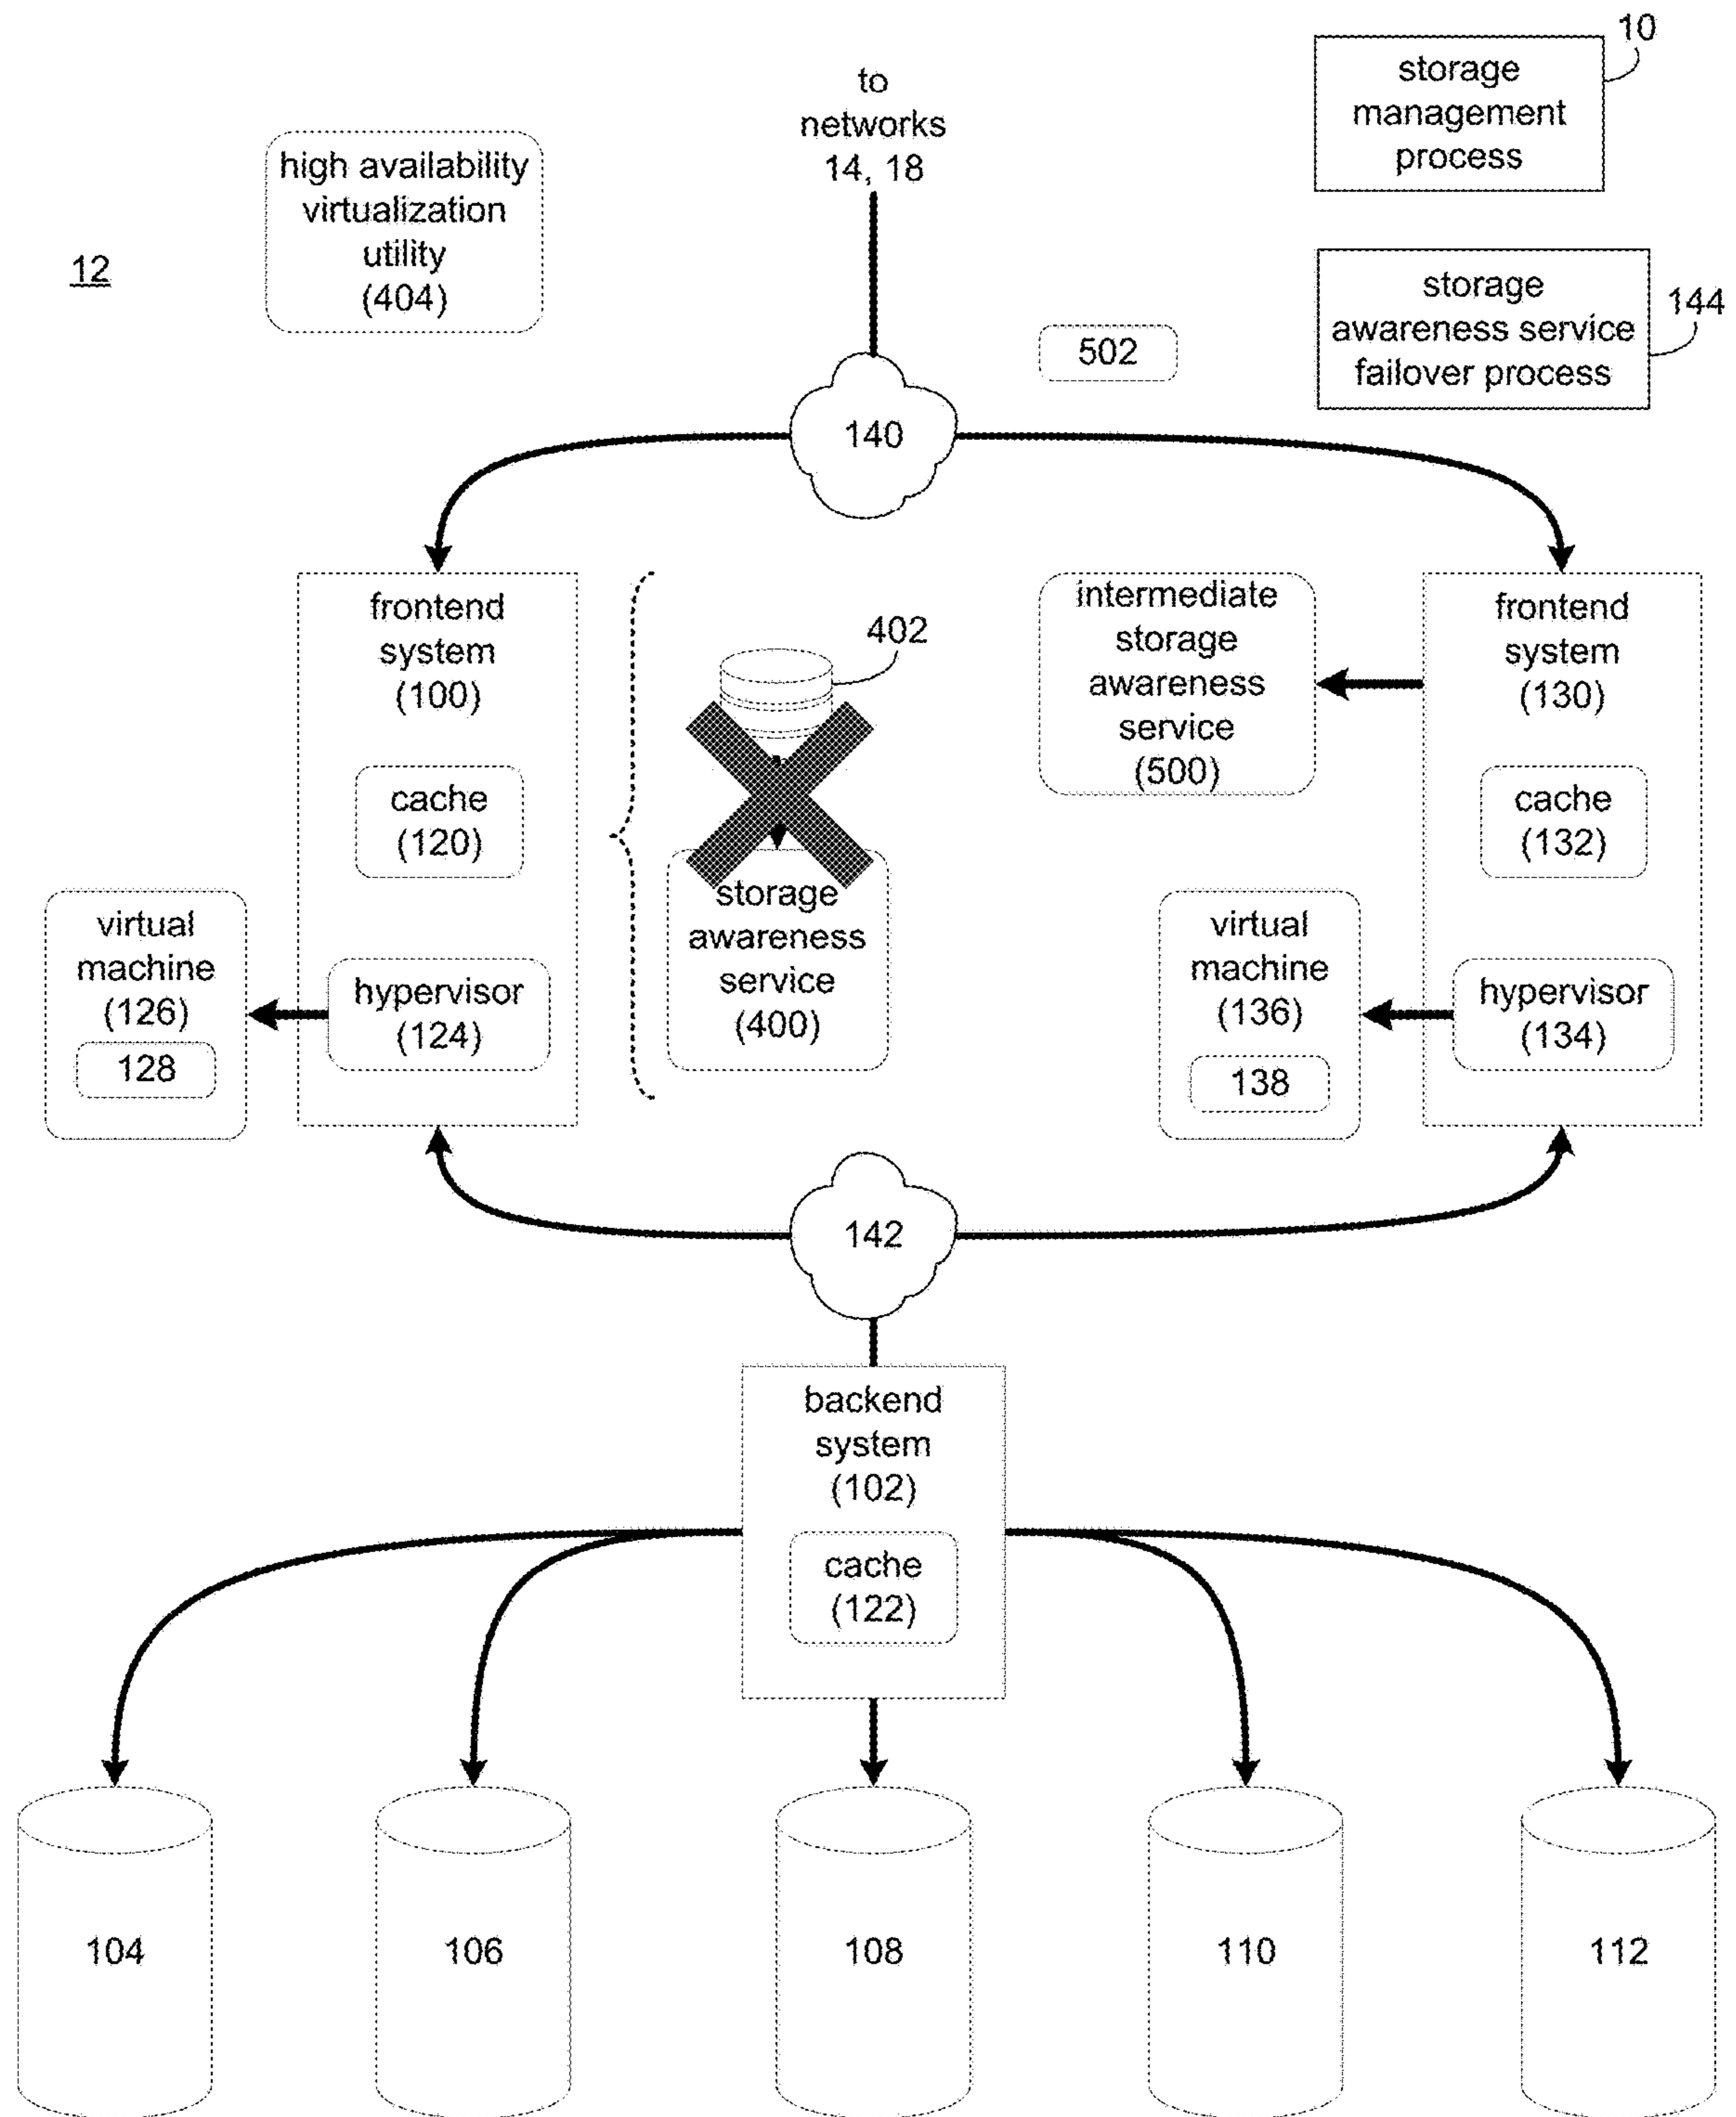 10
storage
management
process
to
networks
14, 18
high availability
virtualization
utility
(404)
12
storage
awareness service
failover process
144
502
140
frontend
system
(100)
cache
(120)
hypervisor
(124)
virtual
machine
(126)
128
402
storage
awareness
service
(400)
intermediate
storage
awareness
service
(500)
frontend
system
(130)
cache
(132)
virtual
machine
(136)
138
hypervisor
(134)
142
backend
system
(102)
cache
(122)
104
106
108
110
112